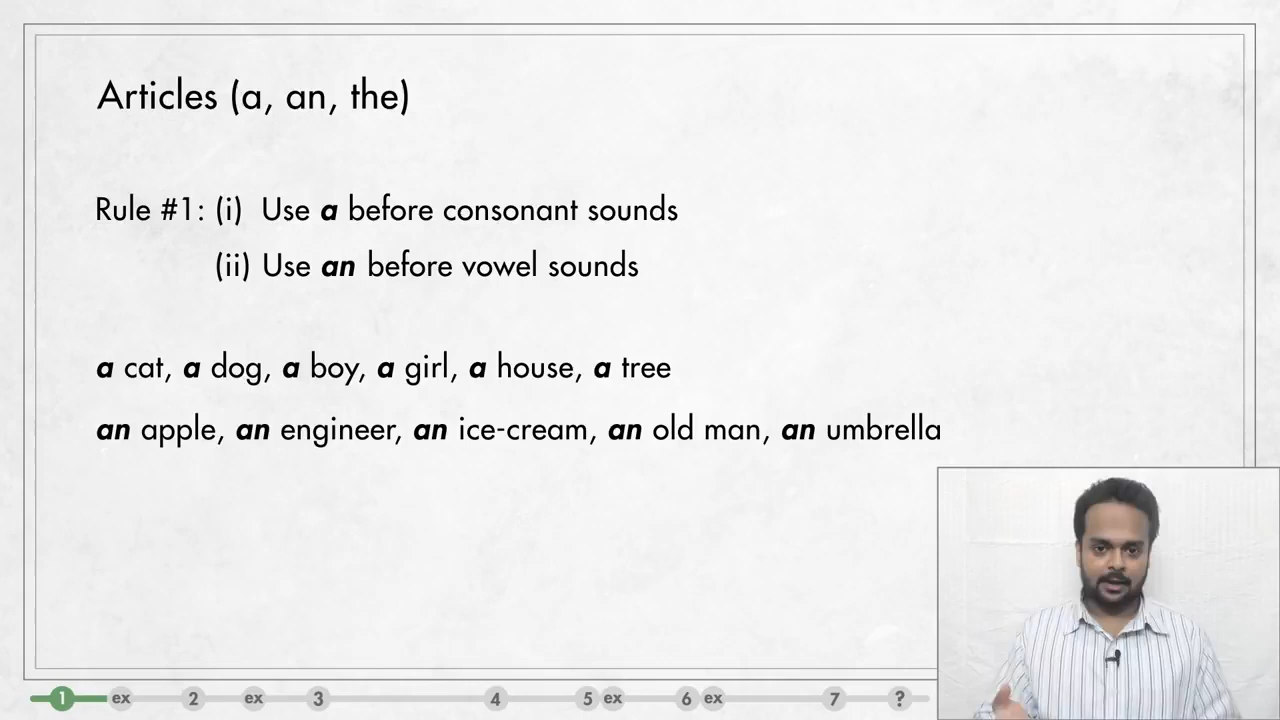 Articles (a, an, the)
Rule #1: (i) Use a before consonant sounds
(ii) Use an before vowel sounds
a cat, a dog, a boy, a girl, a house, a tree
an apple, an engineer, an ice-cream, an old man, an umbrella
1 ex 2 ex 3 4 5 ex 6 ex 7 ?